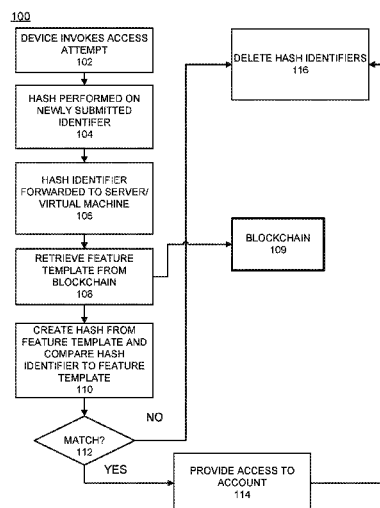 100
DEVICE INVOKES ACCESS
ATTEMPT
102
HASH PERFORMED ON
NEWLY SUBMITTED
IDENTIFER
104
HASH IDENTIFIER
FORWARDED TO SERVER/
VIRTUAL MACHINE
106
RETRIEVE FEATURE
TEMPLATE FROM
BLOCKCHAIN
108
CREATE HASH FROM
FEATURE TEMPLATE AND
COMPARE HASH
IDENTIFIER TO FEATURE
TEMPLATE
110
MATCH?
112
NO
YES
PROVIDE ACCESS TO
ACCOUNT
114
BLOCKCHAIN
109
DELETE HASH IDENTIFIERS
116